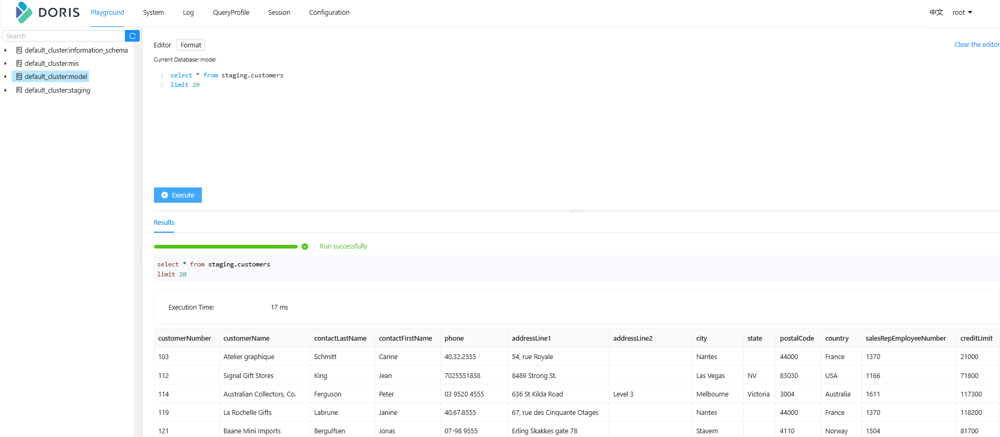 DORIS Playground System Log QueryProfile Session Configuration 中文 root
Search
default_cluster:information_schema
default_cluster:mis
default_cluster:model
default_cluster:staging
Editor Format Clear the editor
Current Database: model
1 select * from staging.customers
2 limit 20
Execute
Results
Run successfully
select * from staging.customers
limit 20
Execution Time: 17 ms
customerNumber customerName contactLastName contactFirstName phone addressLine1 addressLine2 city state postalCode country salesRepEmployeeNumber creditLimit
103 Atelier graphique Schmitt Carine 40.32.2555 54, rue Royale Nantes 44000 France 1370 21000
112 Signal Gift Stores King Jean 7025551838 8489 Strong St. Las Vegas NV 83030 USA 1166 71800
114 Australian Collectors, Co. Ferguson Peter 03 9520 4555 636 St Kilda Road Level 3 Melbourne Victoria 3004 Australia 1611 117300
119 La Rochelle Gifts Labrune Janine 40.67.8555 67, rue des Cinquante Otages Nantes 44000 France 1370 118200
121 Baane Mini Imports Bergulfsen Jonas 07-98 9555 Erling Skakkes gate 78 Stavern 4110 Norway 1504 81700